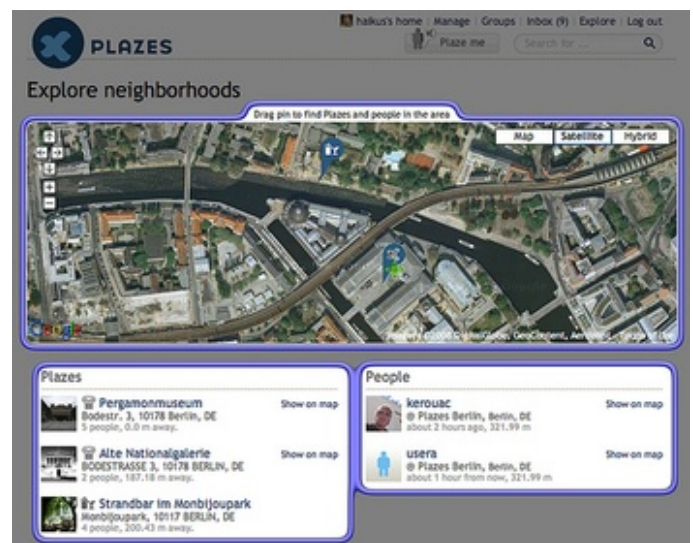 haikus's home | Manage | Groups | Inbox (9) | Explore | Log out
PLAZES
Plaze me
Search for ...
Explore neighborhoods
Drag pin to find Plazes and people in the area
Map
Satellite
Hybrid
Google
Plazes
Pergamonmuseum
Show on map
Bodestr. 3, 10178 Berlin, DE
5 people, 0.0 m away.
Alte Nationalgalerie
Show on map
BODESTRASSE 3, 10178 BERLIN, DE
2 people, 187.18 m away.
Strandbar im Monbijoupark
Monbijoupark, 10117 BERLIN, DE
4 people, 200.43 m away.
People
kerouac
Show on map
@ Plazes Berlin, Berlin, DE
about 2 hours ago, 321.99 m
usera
Show on map
@ Plazes Berlin, Berlin, DE
about 1 hour from now, 321.99 m